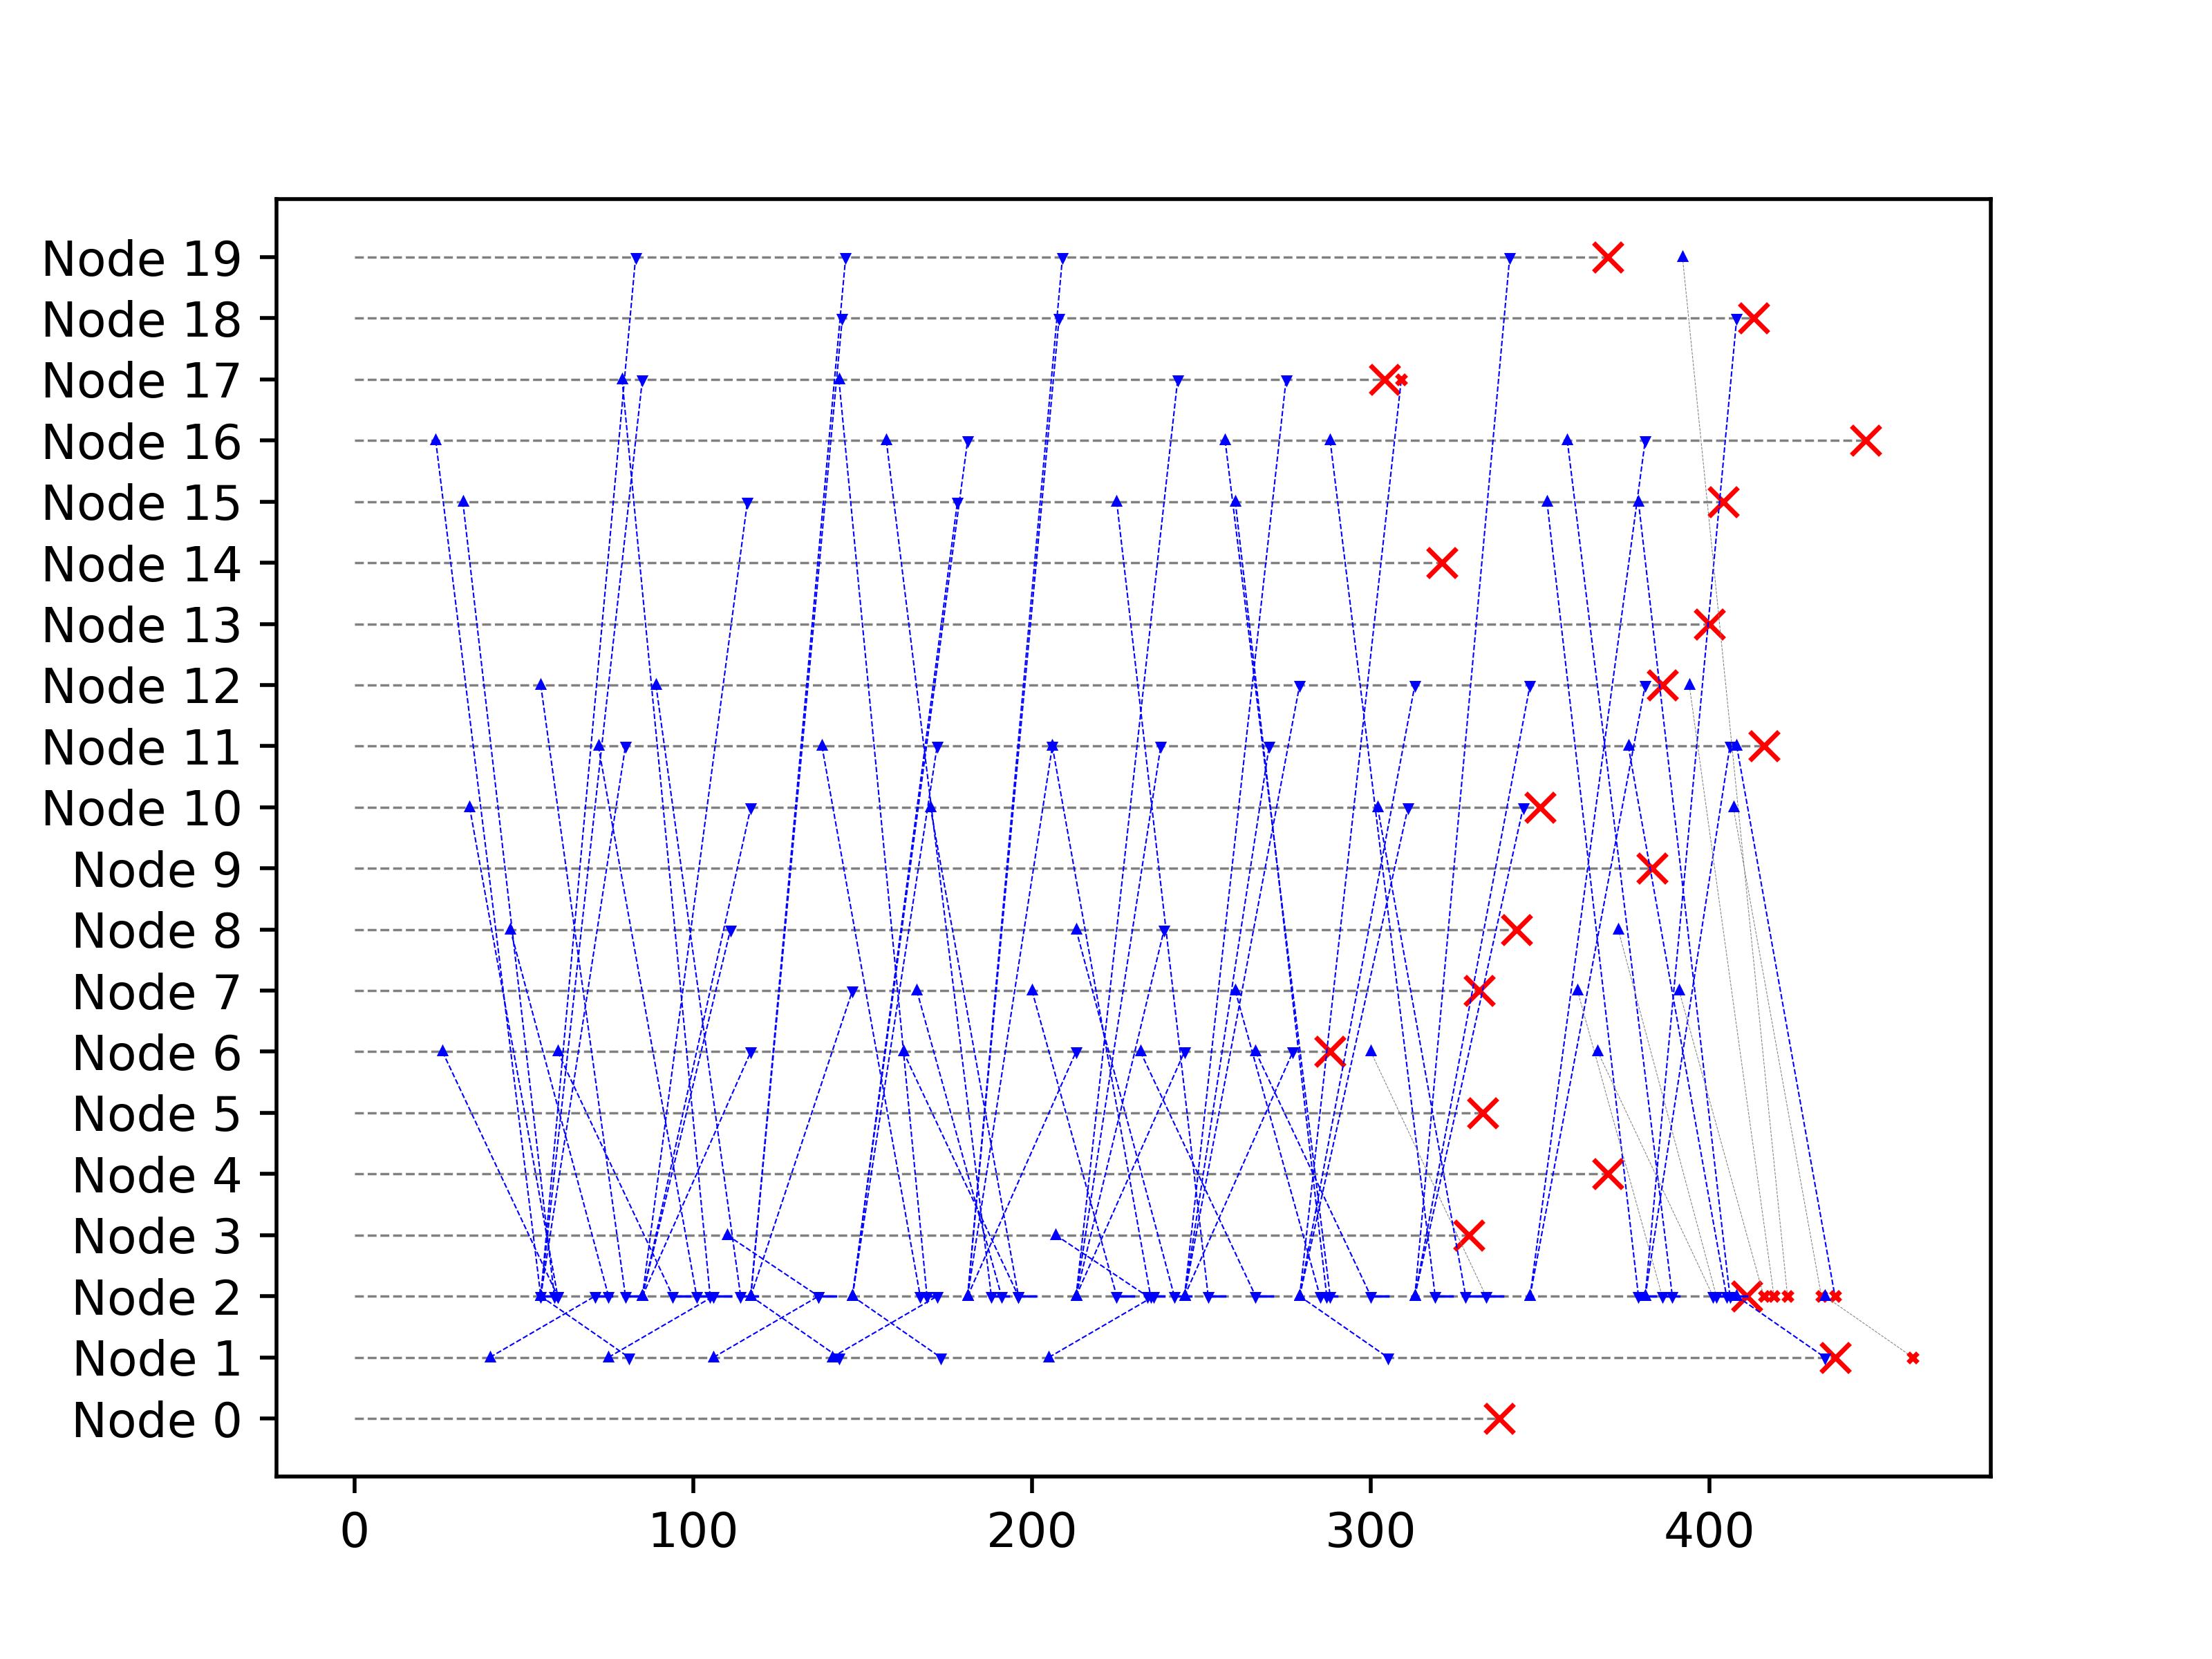 Node 19
Node 18
Node 17
Node 16
Node 15
Node 14
Node 13
Node 12
Node 11
Node 10
Node 9
Node 8
Node 7
Node 6
Node 5
Node 4
Node 3
Node 2
Node 1
Node 0
0 100 200 300 400